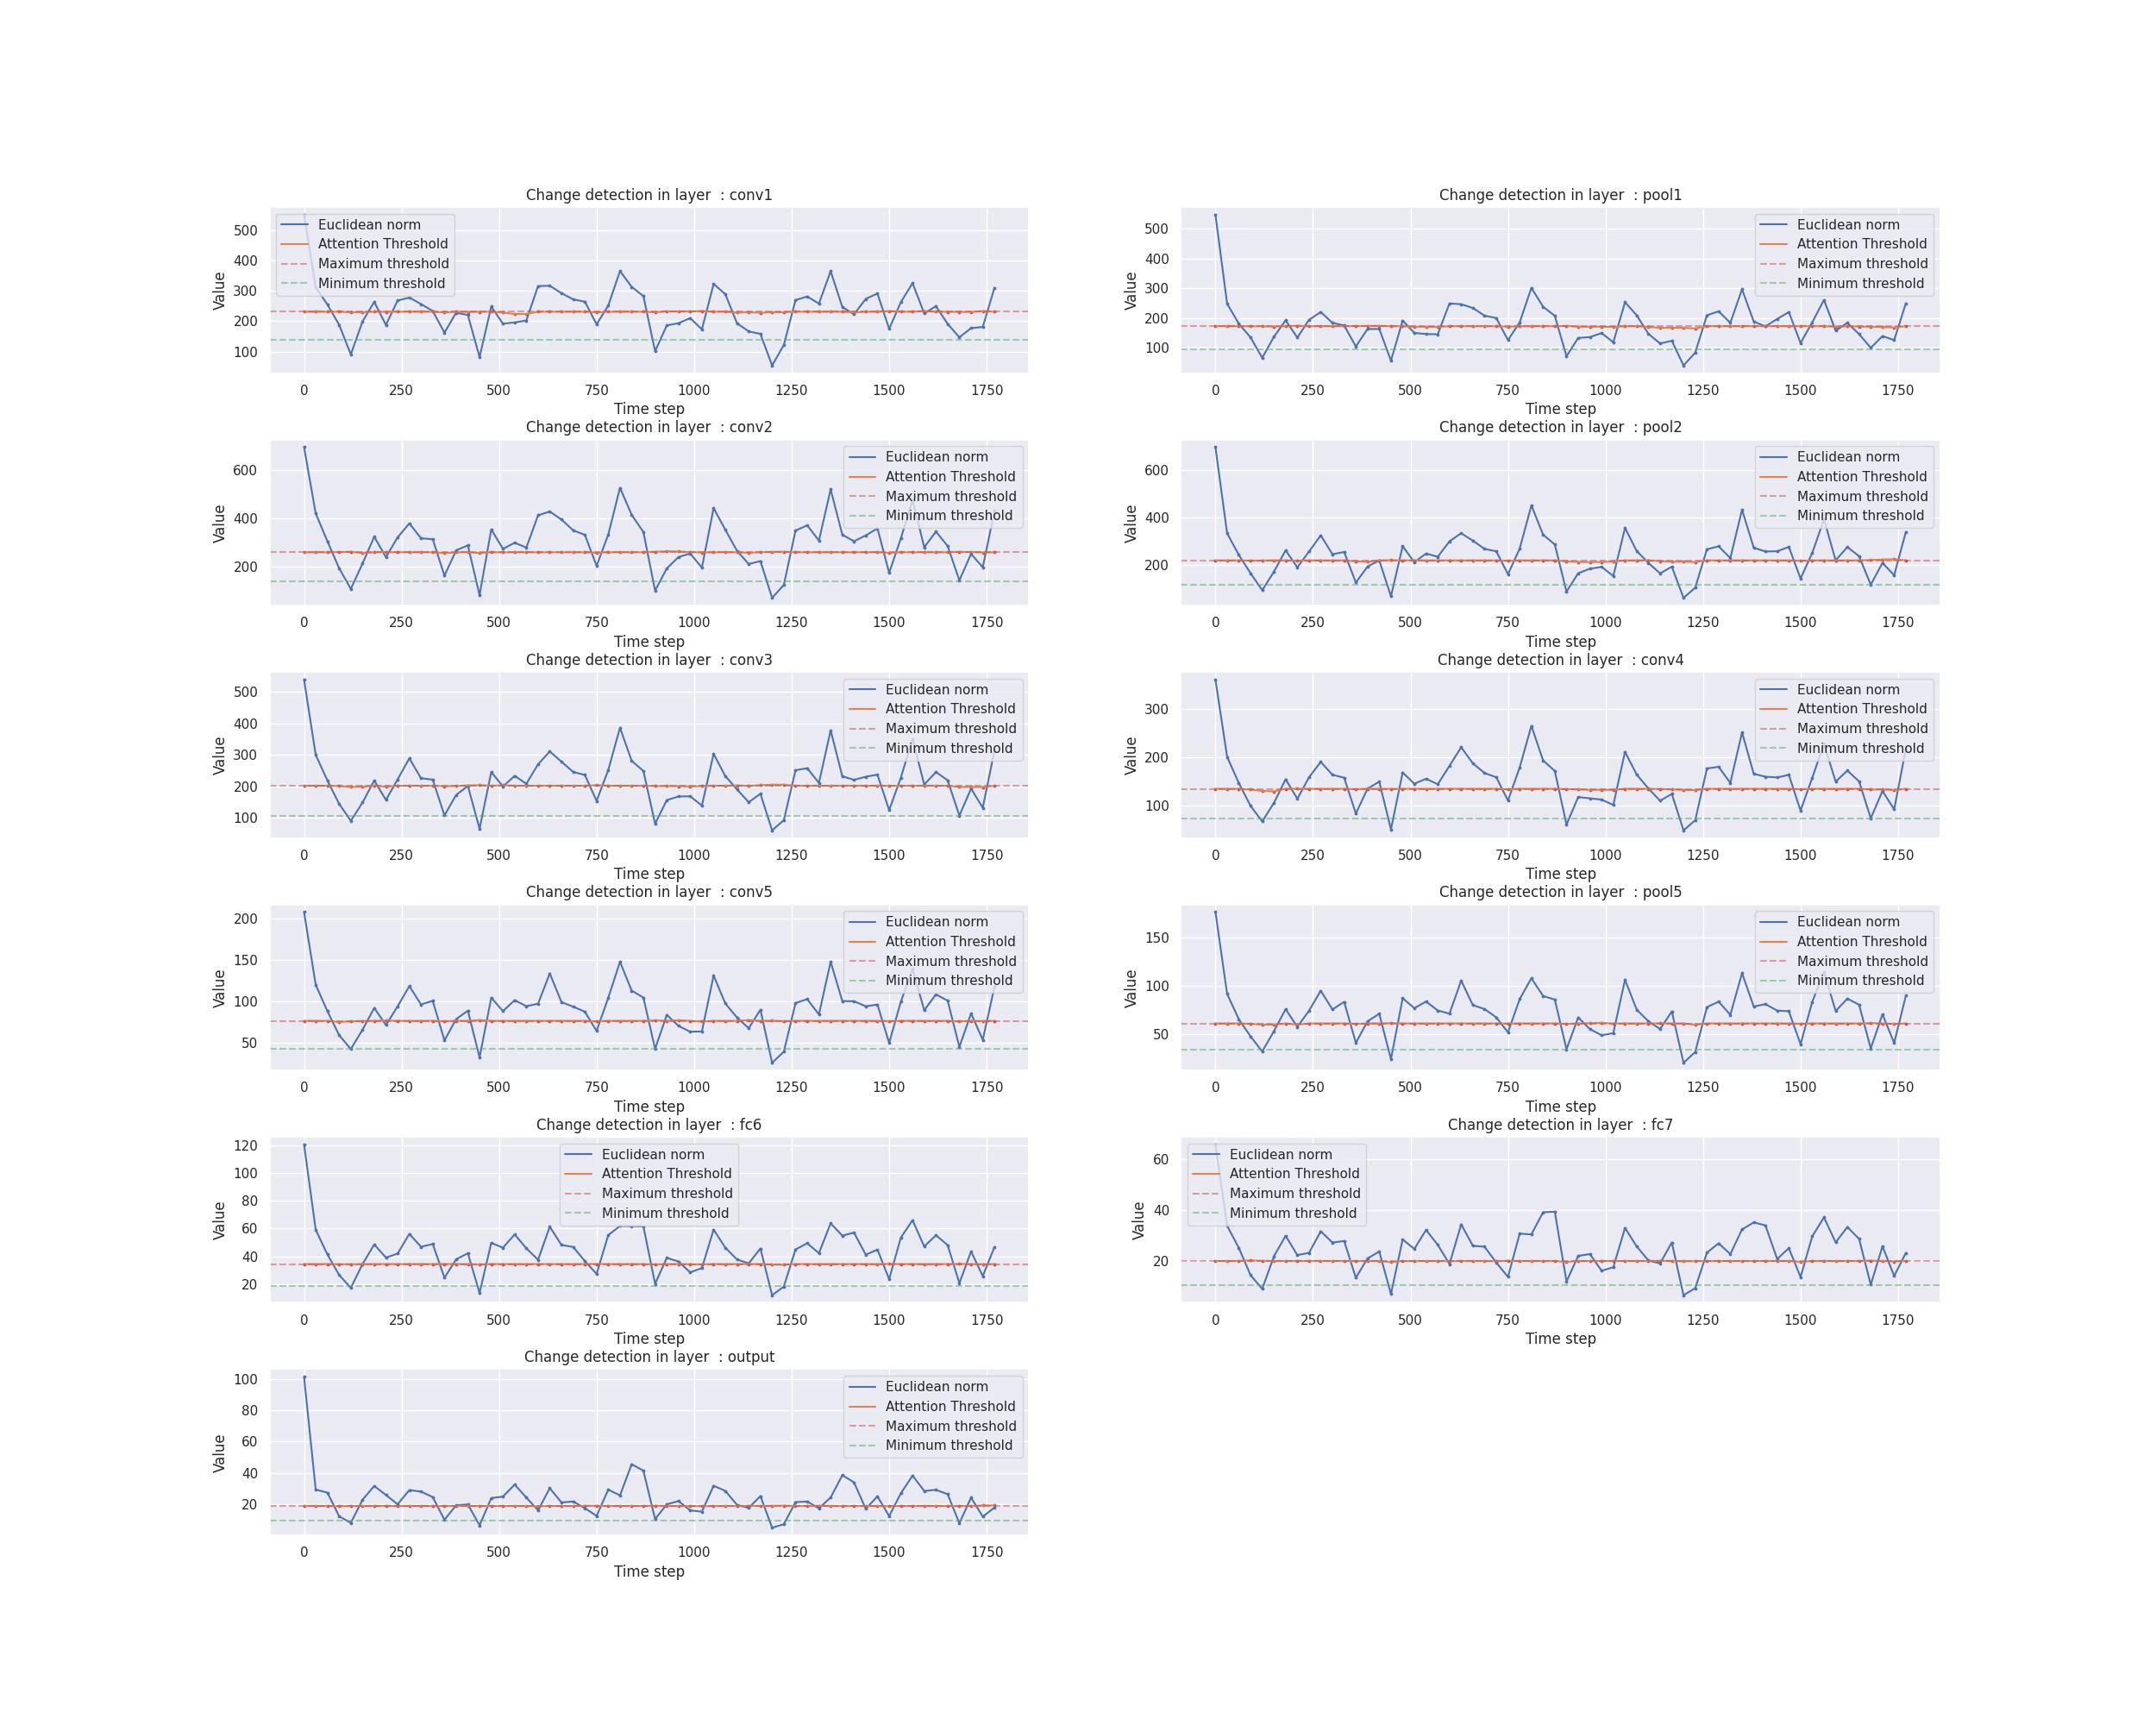 Change detection in layer  : conv1
Value
500
400
300
200
100
Euclidean norm
Attention Threshold
Maximum threshold
Minimum threshold
0 250 500 750 1000 1250 1500 1750
Time step
Change detection in layer  : pool1
Value
500
400
300
200
100
Euclidean norm
Attention Threshold
Maximum threshold
Minimum threshold
0 250 500 750 1000 1250 1500 1750
Time step
Change detection in layer  : conv2
Value
600
400
200
Euclidean norm
Attention Threshold
Maximum threshold
Minimum threshold
0 250 500 750 1000 1250 1500 1750
Time step
Change detection in layer  : pool2
Value
600
400
200
Euclidean norm
Attention Threshold
Maximum threshold
Minimum threshold
0 250 500 750 1000 1250 1500 1750
Time step
Change detection in layer  : conv3
Value
500
400
300
200
100
Euclidean norm
Attention Threshold
Maximum threshold
Minimum threshold
0 250 500 750 1000 1250 1500 1750
Time step
Change detection in layer  : conv4
Value
300
200
100
Euclidean norm
Attention Threshold
Maximum threshold
Minimum threshold
0 250 500 750 1000 1250 1500 1750
Time step
Change detection in layer  : conv5
Value
200
150
100
50
Euclidean norm
Attention Threshold
Maximum threshold
Minimum threshold
0 250 500 750 1000 1250 1500 1750
Time step
Change detection in layer  : pool5
Value
150
100
50
Euclidean norm
Attention Threshold
Maximum threshold
Minimum threshold
0 250 500 750 1000 1250 1500 1750
Time step
Change detection in layer  : fc6
Value
120
100
80
60
40
20
Euclidean norm
Attention Threshold
Maximum threshold
Minimum threshold
0 250 500 750 1000 1250 1500 1750
Time step
Change detection in layer  : fc7
Value
60
40
20
Euclidean norm
Attention Threshold
Maximum threshold
Minimum threshold
0 250 500 750 1000 1250 1500 1750
Time step
Change detection in layer  : output
Value
100
80
60
40
20
Euclidean norm
Attention Threshold
Maximum threshold
Minimum threshold
0 250 500 750 1000 1250 1500 1750
Time step